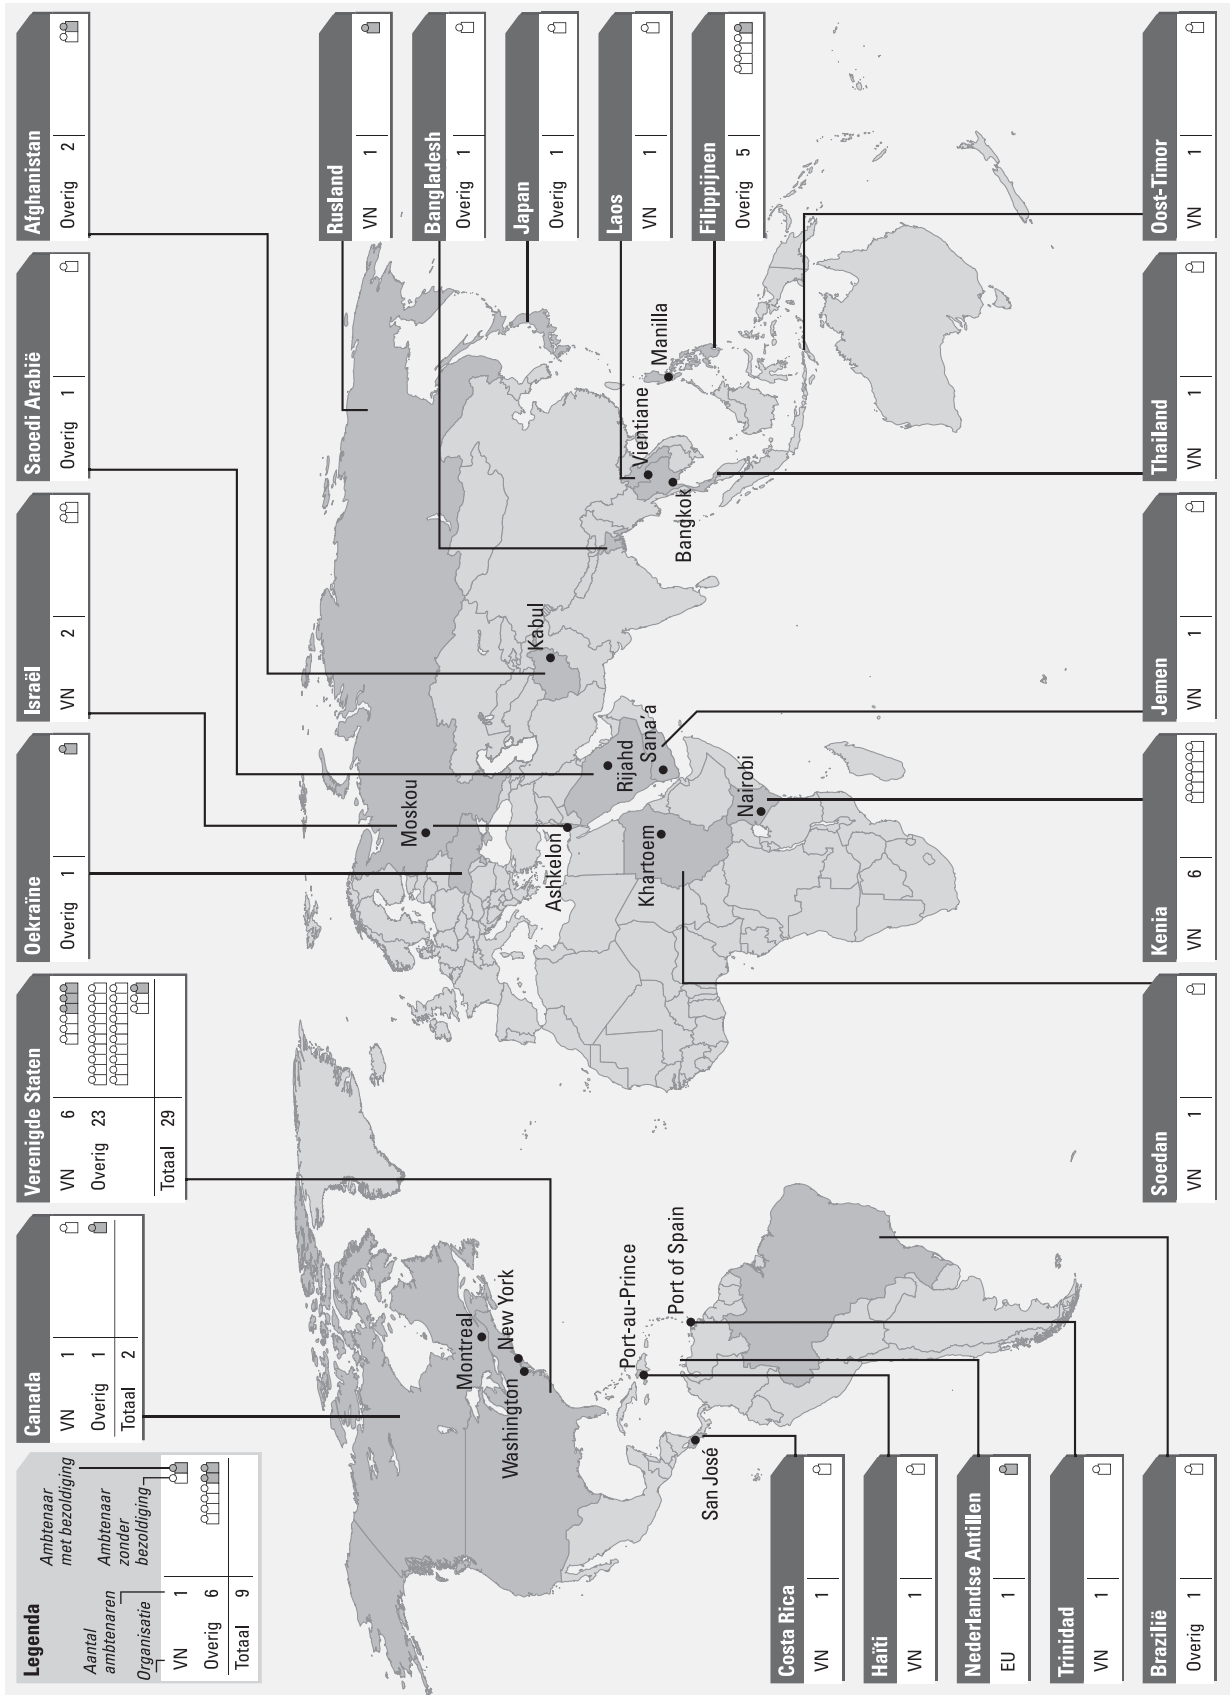 Legenda
Ambtenaar
met bezoldiging
Ambtenaar
zonder
bezoldiging
Aantal
ambtenaren
Organisatie
VN 1
Overig 6
Totaal 9
Canada
VN 1
Overig 1
Totaal 2
Verenigde Staten
VN 6
Overig 23
Totaal 29
Oekraïne
Overig 1
Israël
VN 2
Saoedi Arabië
Overig 1
Afghanistan
Overig 2
Rusland
VN 1
Bangladesh
Overig 1
Japan
Overig 1
Laos
VN 1
Filippijnen
Overig 5
Montreal
New York
Washington
Port-au-Prince
Port of Spain
San José
Moskou
Ashkelon
Khartoem
Rijahd
Sana'a
Nairobi
Kabul
Bangkok
Vientiane
Manilla
Costa Rica
VN 1
Haïti
VN 1
Nederlandse Antillen
EU 1
Trinidad
VN 1
Brazilië
Overig 1
Soedan
VN 1
Kenia
VN 6
Jemen
VN 1
Thailand
VN 1
Oost-Timor
VN 1